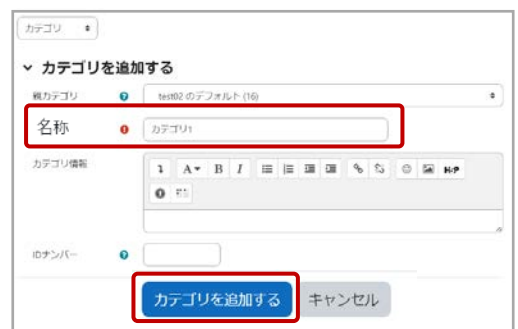 カテゴリ
カテゴリを追加する
親カテゴリ test02 のデフォルト (16)
名称 カテゴリ1
カテゴリ情報
A B I H-P
IDナンバー
カテゴリを追加する キャンセル